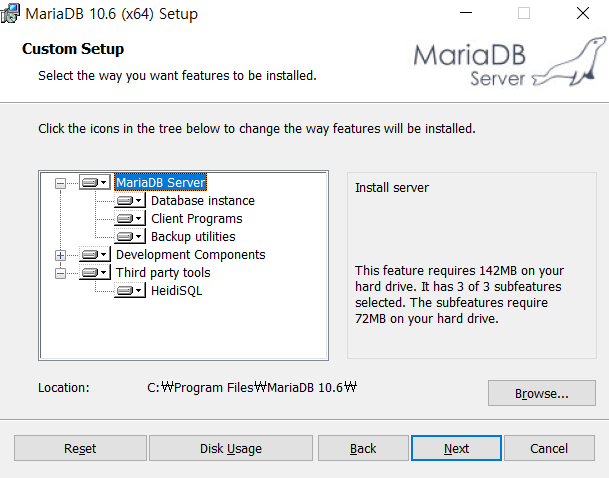 MariaDB 10.6 (x64) Setup
Custom Setup
Select the way you want features to be installed.
MariaDB
Server
Click the icons in the tree below to change the way features will be installed.
MariaDB Server
Database instance
Client Programs
Backup utilities
Development Components
Third party tools
HeidiSQL
Install server
This feature requires 142MB on your
hard drive. It has 3 of 3 subfeatures
selected. The subfeatures require
72MB on your hard drive.
Location:
C:₩Program Files₩MariaDB 10.6₩
Browse...
Reset
Disk Usage
Back
Next
Cancel